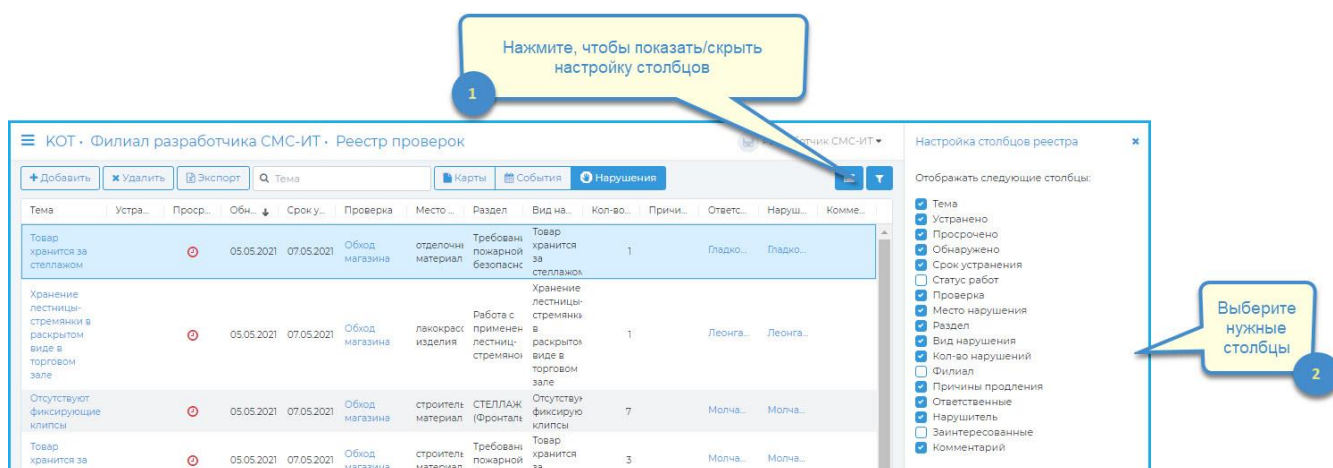 Нажмите, чтобы показать/скрыть
настройку столбцов
1
КОТ • Филиал разработчика СМС-ИТ • Реестр проверок
чик СМС-ИТ
Настройка столбцов реестра
Добавить Удалить Экспорт Тема Карты События Нарушения
Отображать следующие столбцы:
Тема Устра... Проср... Обн... Срок у... Проверка Место ... Раздел Вид на... Кол-во... Причи... Ответс... Наруш... Комме...
Товар
хранится за
стеллажом
05.05.2021 07.05.2021
Обход
магазина
отделочны
материал
Требован
пожарной
безопасно
Товар
хранится
за
стеллажом
1
Гладко... Гладко...
Хранение
лестницы-
стремянки в
раскрытом
виде в
торговом
зале
05.05.2021 07.05.2021
Обход
магазина
лакокрасс
изделия
Работа с
применен
лестниц-
стремянок
Хранение
лестницы-
стремянки
в
раскрытом
виде в
торговом
зале
1
Леонга... Леонга...
Отсутствуют
фиксирующие
клипсы
05.05.2021 07.05.2021
Обход
магазина
строитель
материал
СТЕЛЛАЖ
(Фронталь
Отсутствую
фиксирую
клипсы
7
Молча... Молча...
Товар
хранится за
05.05.2021 07.05.2021
Обход
магазина
строитель
материал
Требован
пожарной
Товар
хранится
за
3
Молча... Молча...
Тема
Устранено
Просрочено
Обнаружено
Срок устранения
Статус работ
Проверка
Место нарушения
Раздел
Вид нарушения
Кол-во нарушений
Филиал
Причины продления
Ответственные
Нарушитель
Заинтересованные
Комментарий
Выберите
нужные
столбцы
2